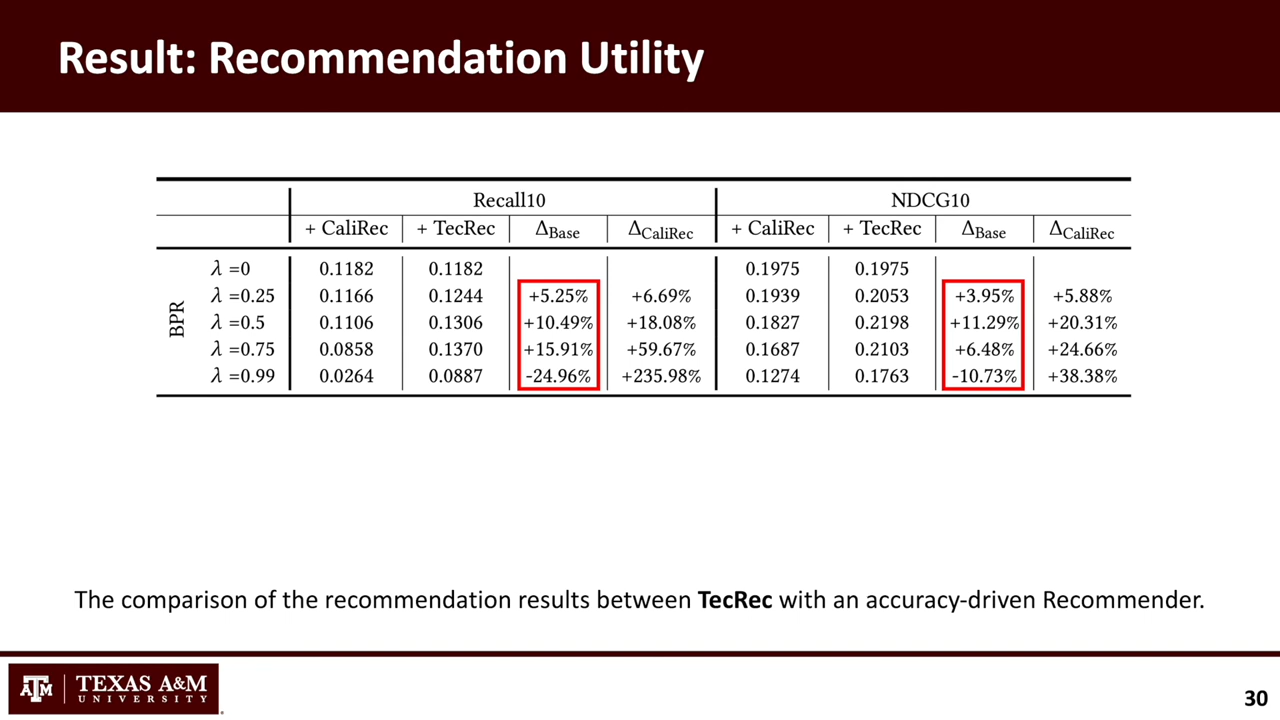 Result: Recommendation Utility
Recall10 NDCG10
+ CaliRec + TecRec ΔBase ΔCaliRec + CaliRec + TecRec ΔBase ΔCaliRec
BPR
λ =0 0.1182 0.1182 0.1975 0.1975
λ =0.25 0.1166 0.1244 +5.25% +6.69% 0.1939 0.2053 +3.95% +5.88%
λ =0.5 0.1106 0.1306 +10.49% +18.08% 0.1827 0.2198 +11.29% +20.31%
λ =0.75 0.0858 0.1370 +15.91% +59.67% 0.1687 0.2103 +6.48% +24.66%
λ =0.99 0.0264 0.0887 -24.96% +235.98% 0.1274 0.1763 -10.73% +38.38%
The comparison of the recommendation results between TecRec with an accuracy-driven Recommender.
ATM TEXAS A&M
UNIVERSITY.
30